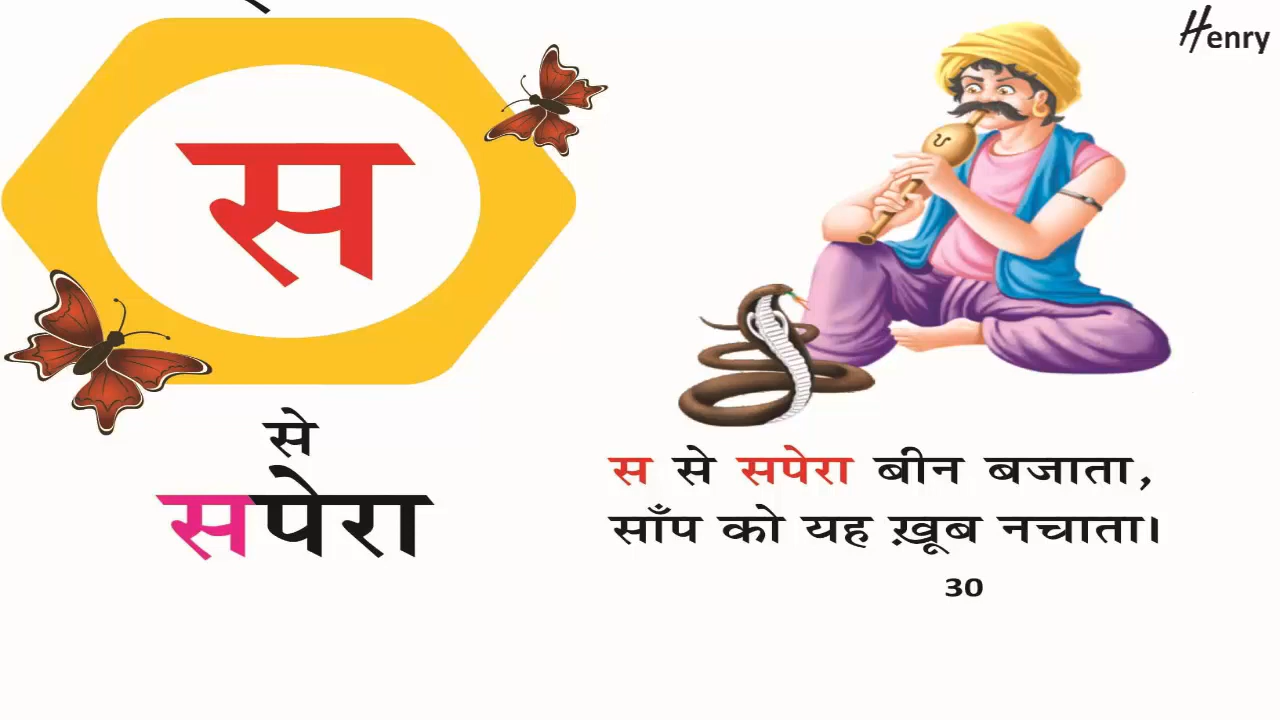 Henry
स
से
सपेरा
स से सपेरा बीन बजाता,
साँप को यह ख़ूब नचाता।
30